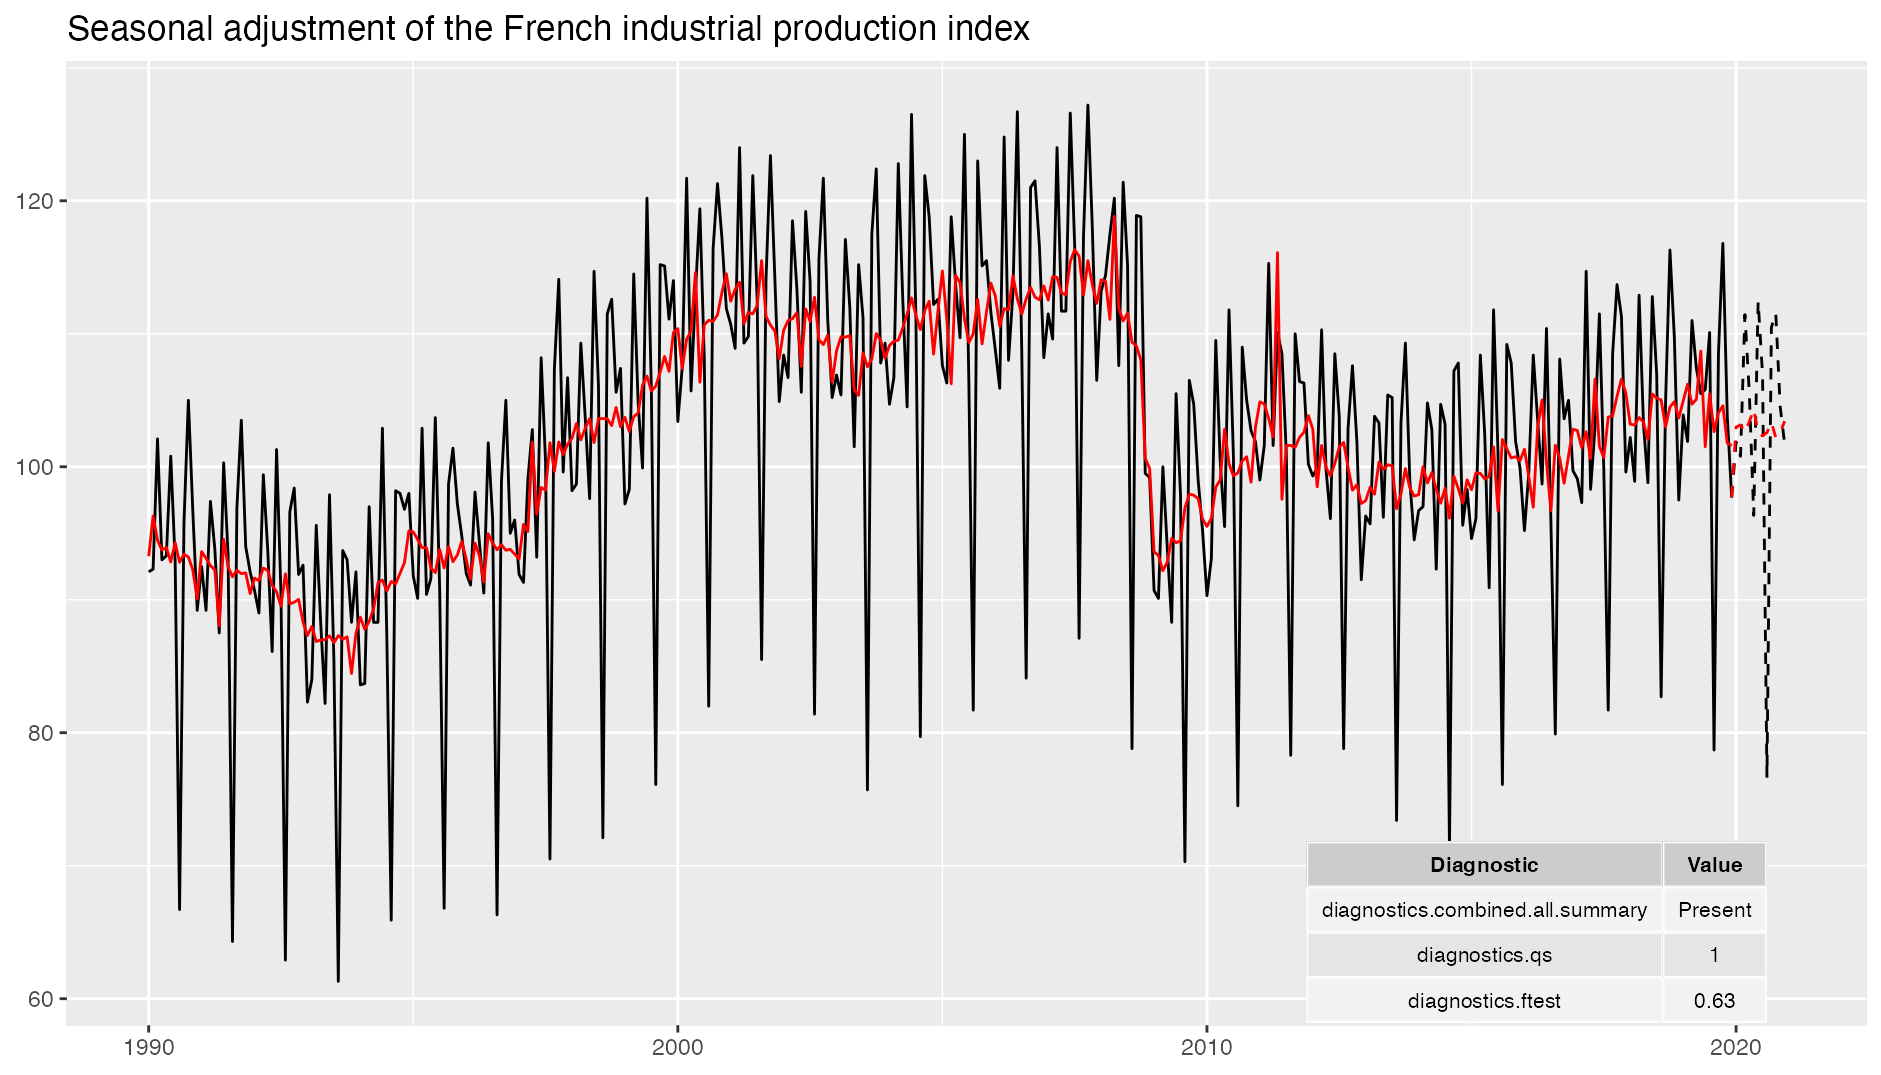 Seasonal adjustment of the French industrial production index
120
100
80
60
Diagnostic Value
diagnostics.combined.all.summary Present
diagnostics.qs 1
diagnostics.ftest 0.63
1990 2000 2010 2020